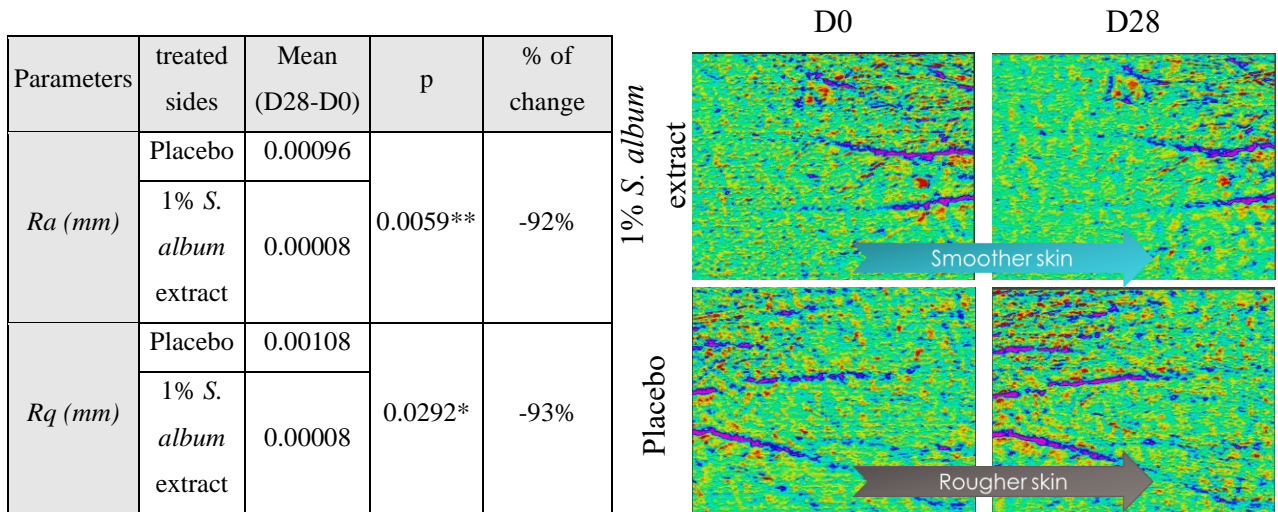 Parameters
treated
sides
Mean
(D28-D0)
p
% of
change
Ra (mm)
Placebo
0.00096
1% S.
album
extract
0.00008
0.0059**
-92%
Rq (mm)
Placebo
0.00108
1% S.
album
extract
0.00008
0.0292*
-93%
D0
D28
1% S. album
extract
Smoother skin
Placebo
Rougher skin